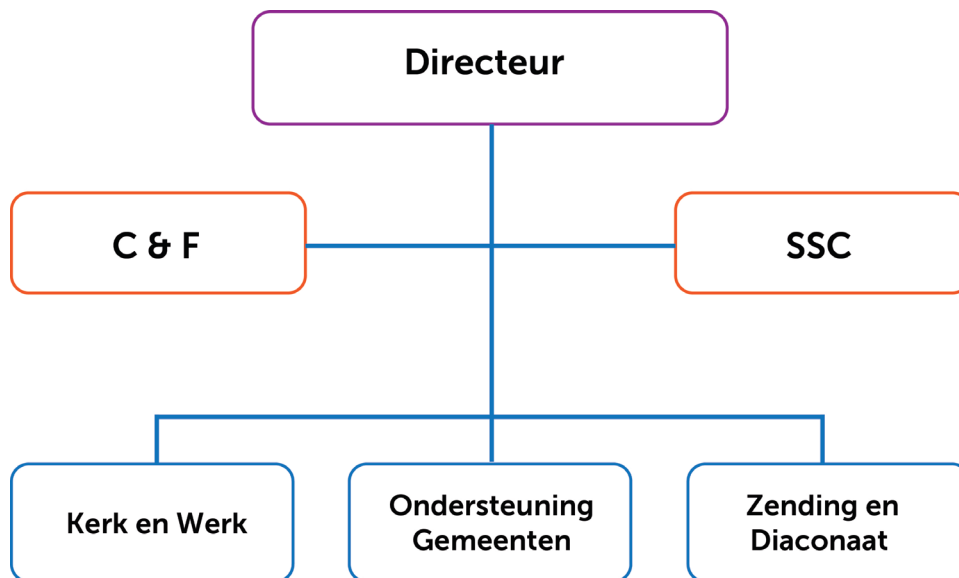 Directeur
C & F
SSC
Kerk en Werk
Ondersteuning
Gemeenten
Zending en
Diaconaat